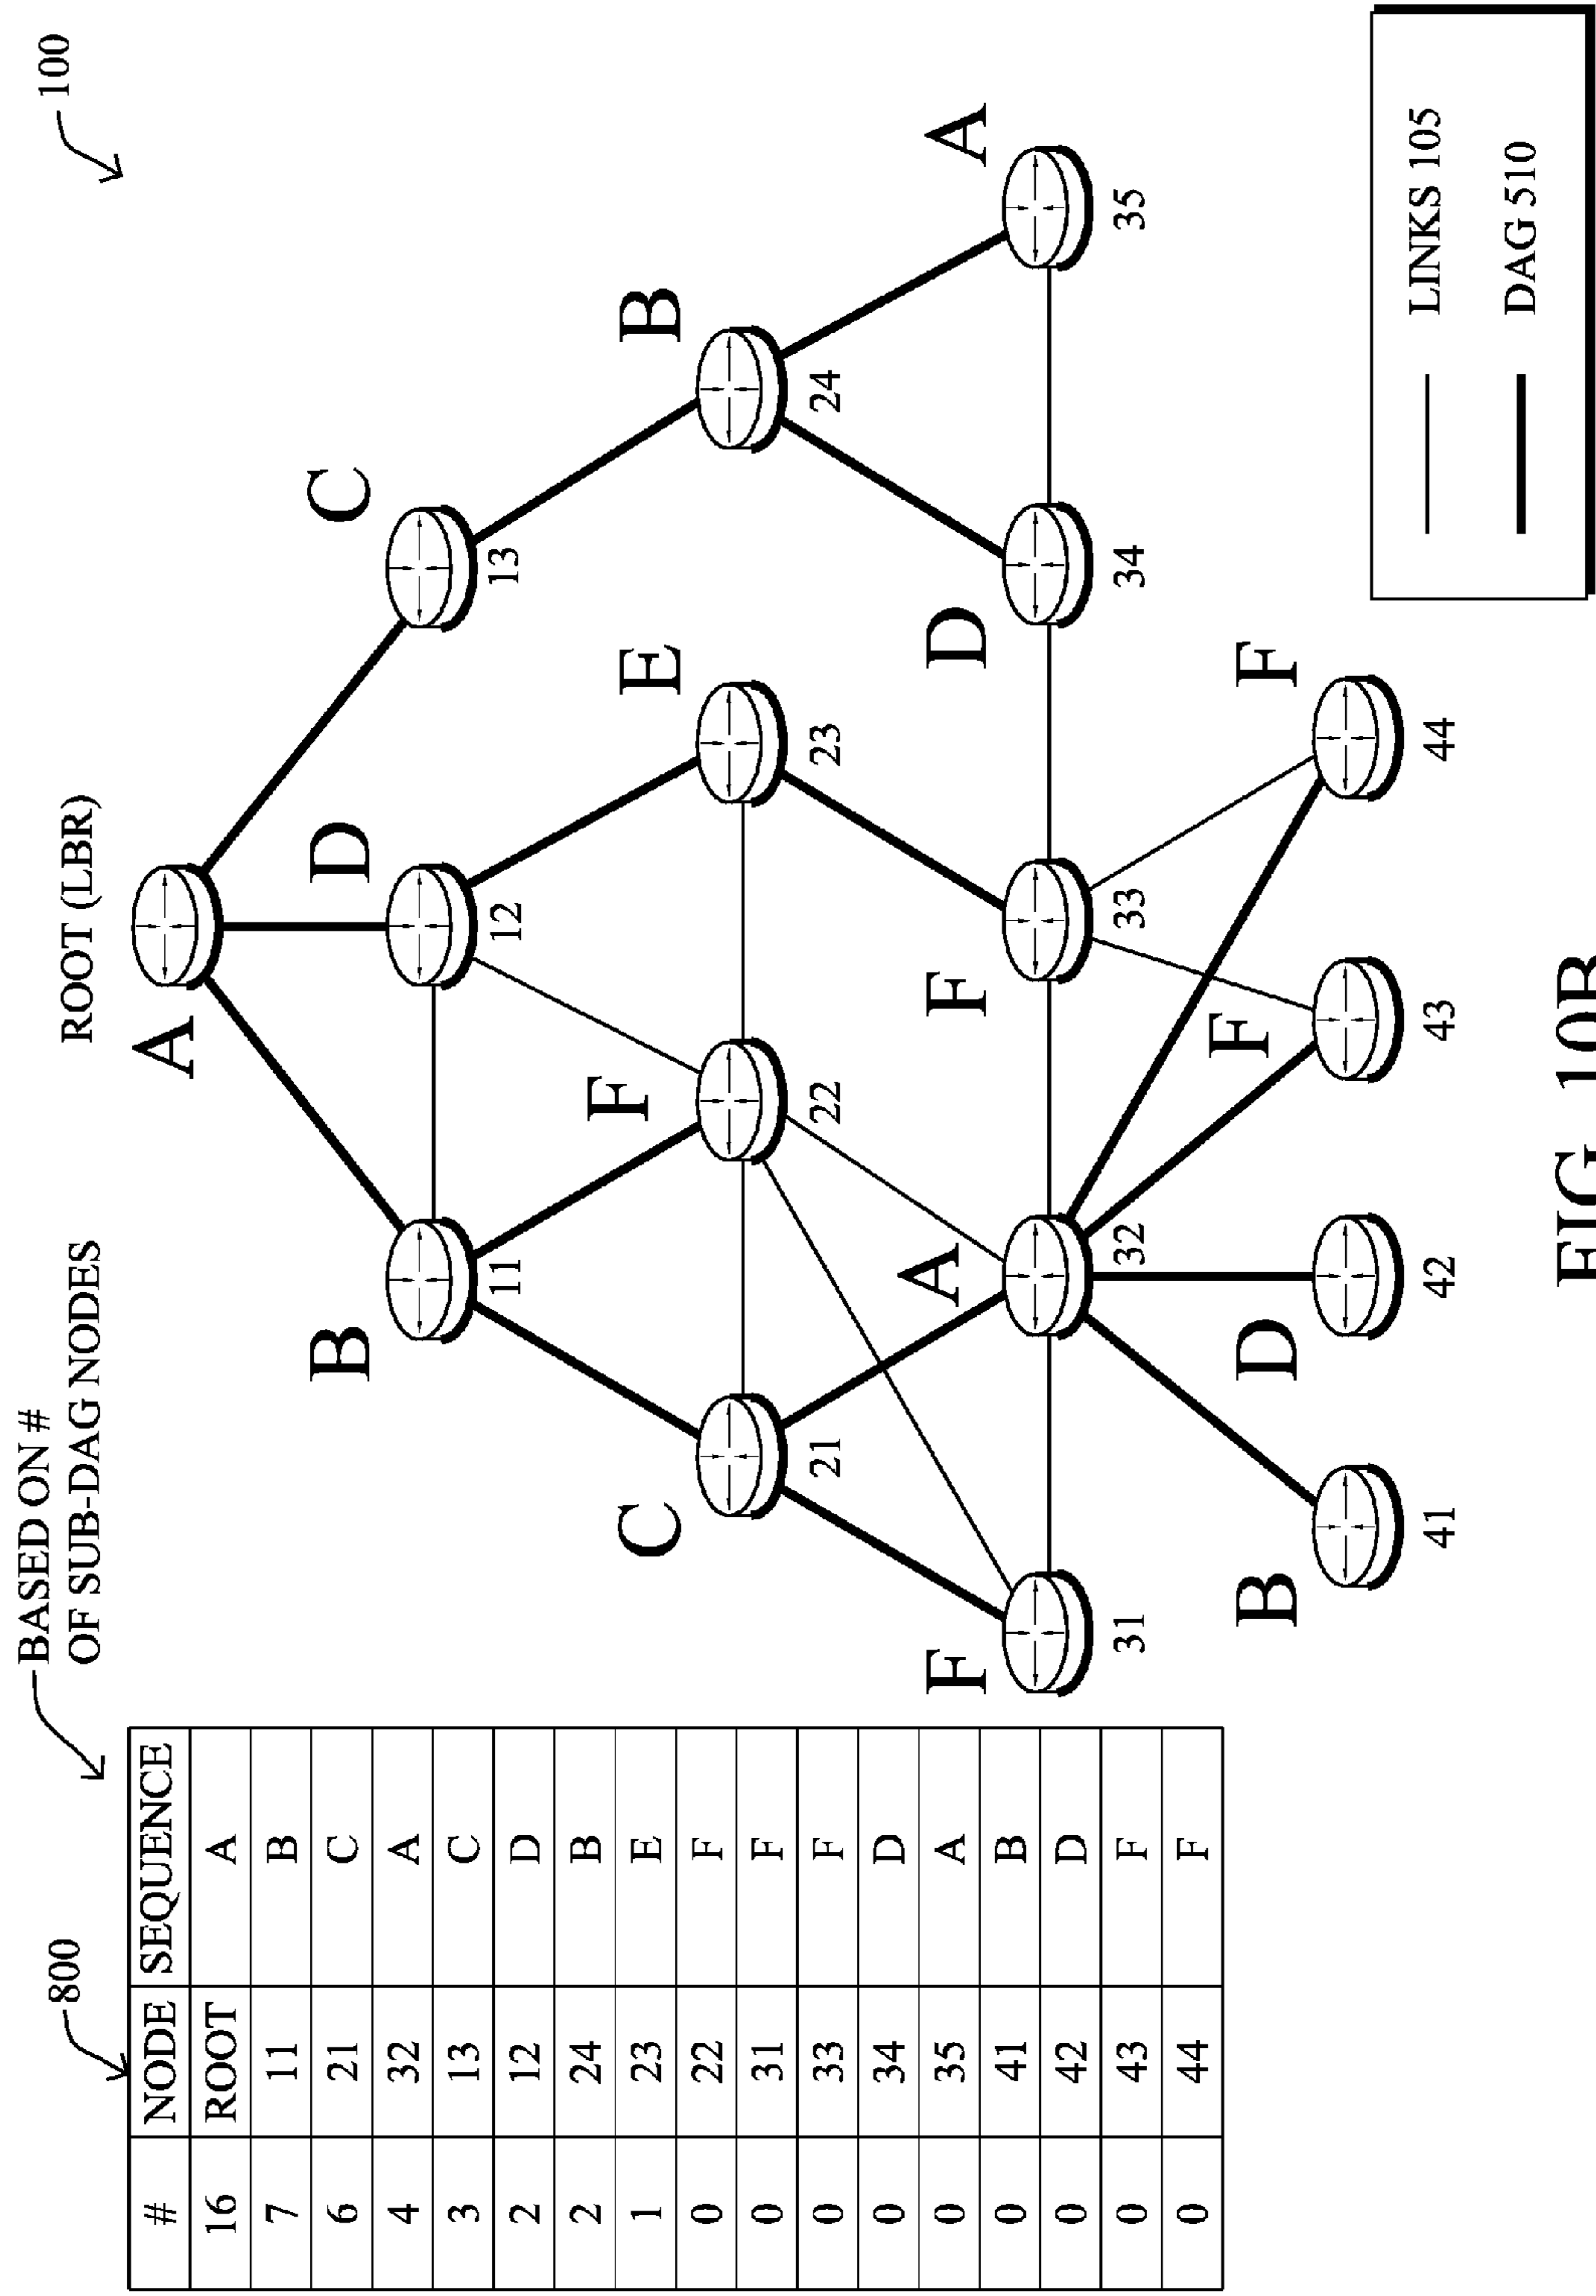 BASED ON #
OF SUB-DAG NODES
800
# NODE SEQUENCE
16 ROOT A
7 11 B
6 21 C
4 32 A
3 13 C
2 12 D
2 24 B
1 23 E
0 22 F
0 31 F
0 33 F
0 34 D
0 35 A
0 41 B
0 42 D
0 43 F
0 44 F
100
ROOT (LBR)
A
B
11
D
12
C
13
C
21
F
22
E
23
B
24
F
31
A
32
F
33
D
34
A
35
B
41
D
42
F
43
F
44
LINKS 105
DAG 510
FIG. 10B